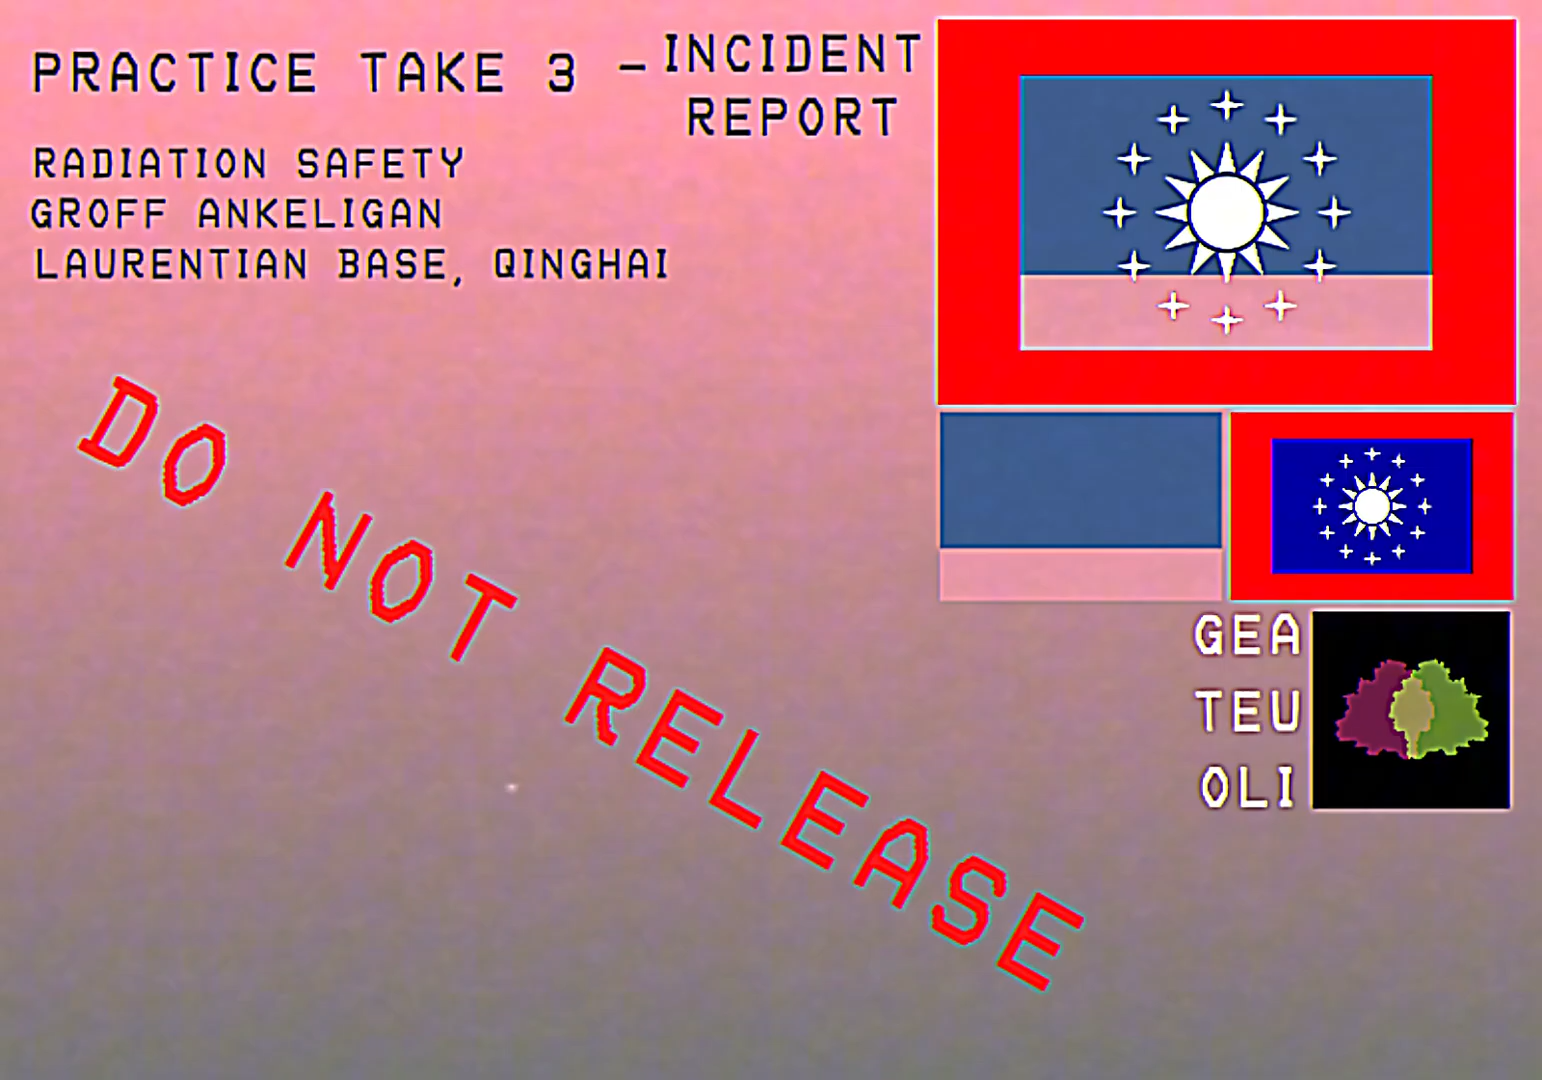 PRACTICE TAKE 3 – INCIDENT
REPORT
RADIATION SAFETY
GROFF ANKELIGAN
LAURENTIAN BASE, QINGHAI
DO NOT RELEASE
GEA
TEU
OLI